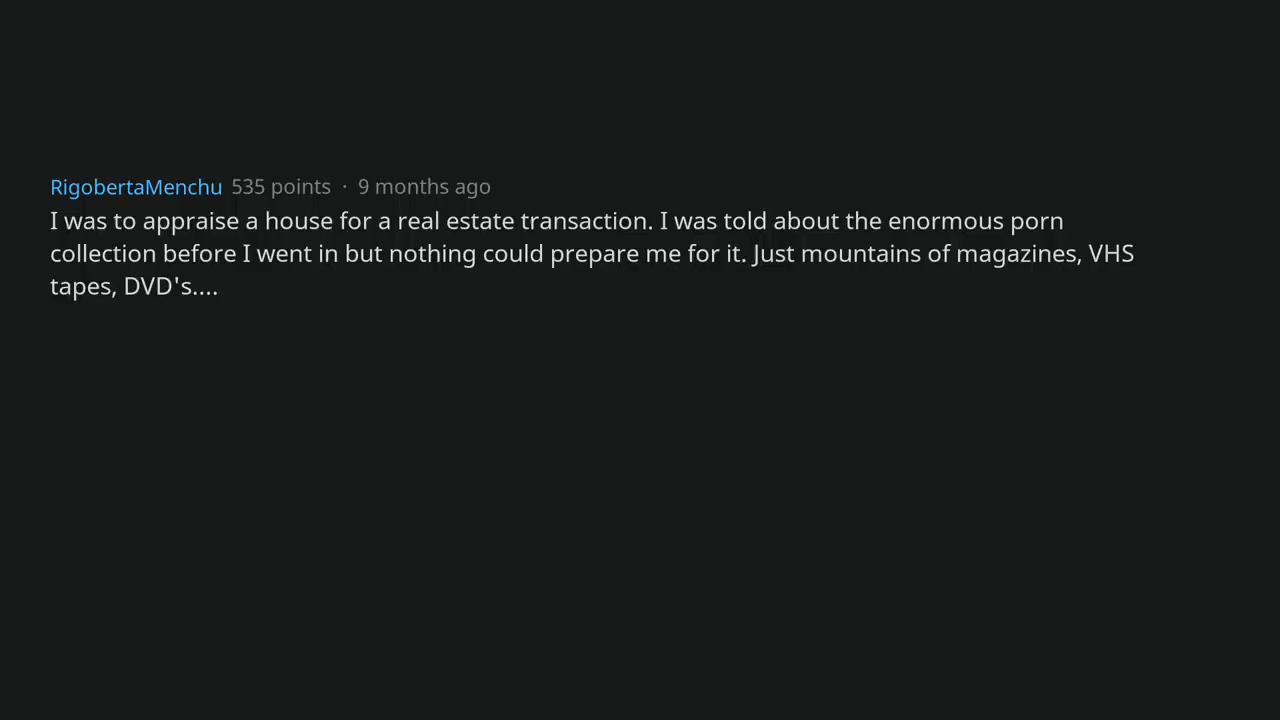 RigobertaMenchu 535 points · 9 months ago
I was to appraise a house for a real estate transaction. I was told about the enormous porn
collection before I went in but nothing could prepare me for it. Just mountains of magazines, VHS
tapes, DVD's....